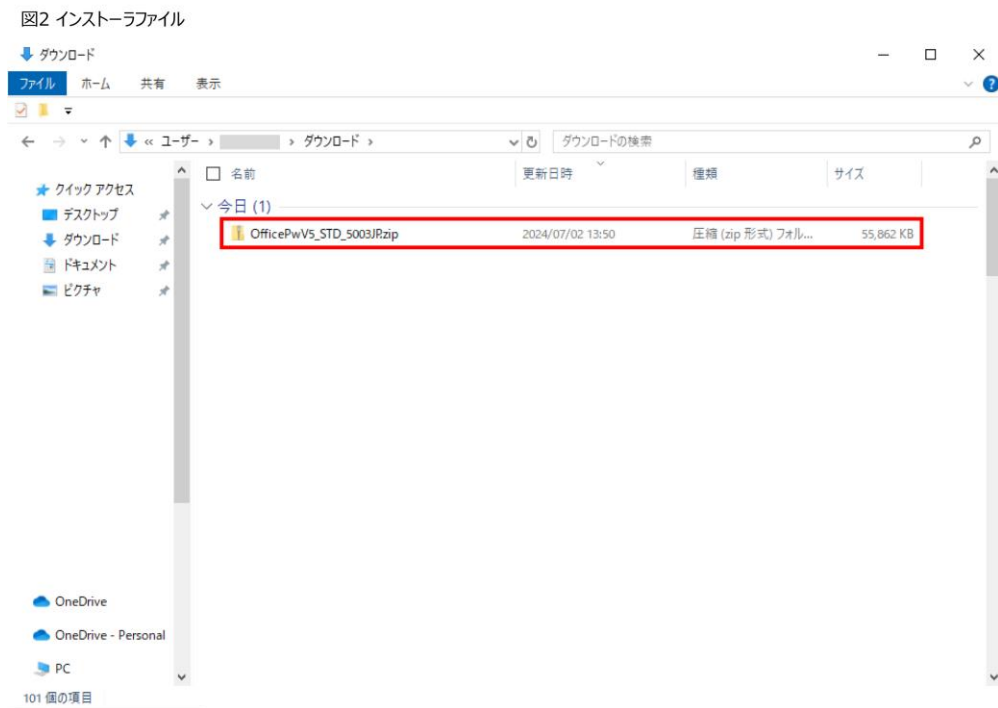 図2 インストーラファイル
ダウンロード
ファイル ホーム 共有 表示
« ユーザー › › ダウンロード › ダウンロードの検索
名前 更新日時 種類 サイズ
今日 (1)
OfficePwV5_STD_5003JP.zip 2024/07/02 13:50 圧縮 (zip 形式) フォル... 55,862 KB
クイック アクセス
デスクトップ
ダウンロード
ドキュメント
ピクチャ
OneDrive
OneDrive - Personal
PC
101 個の項目